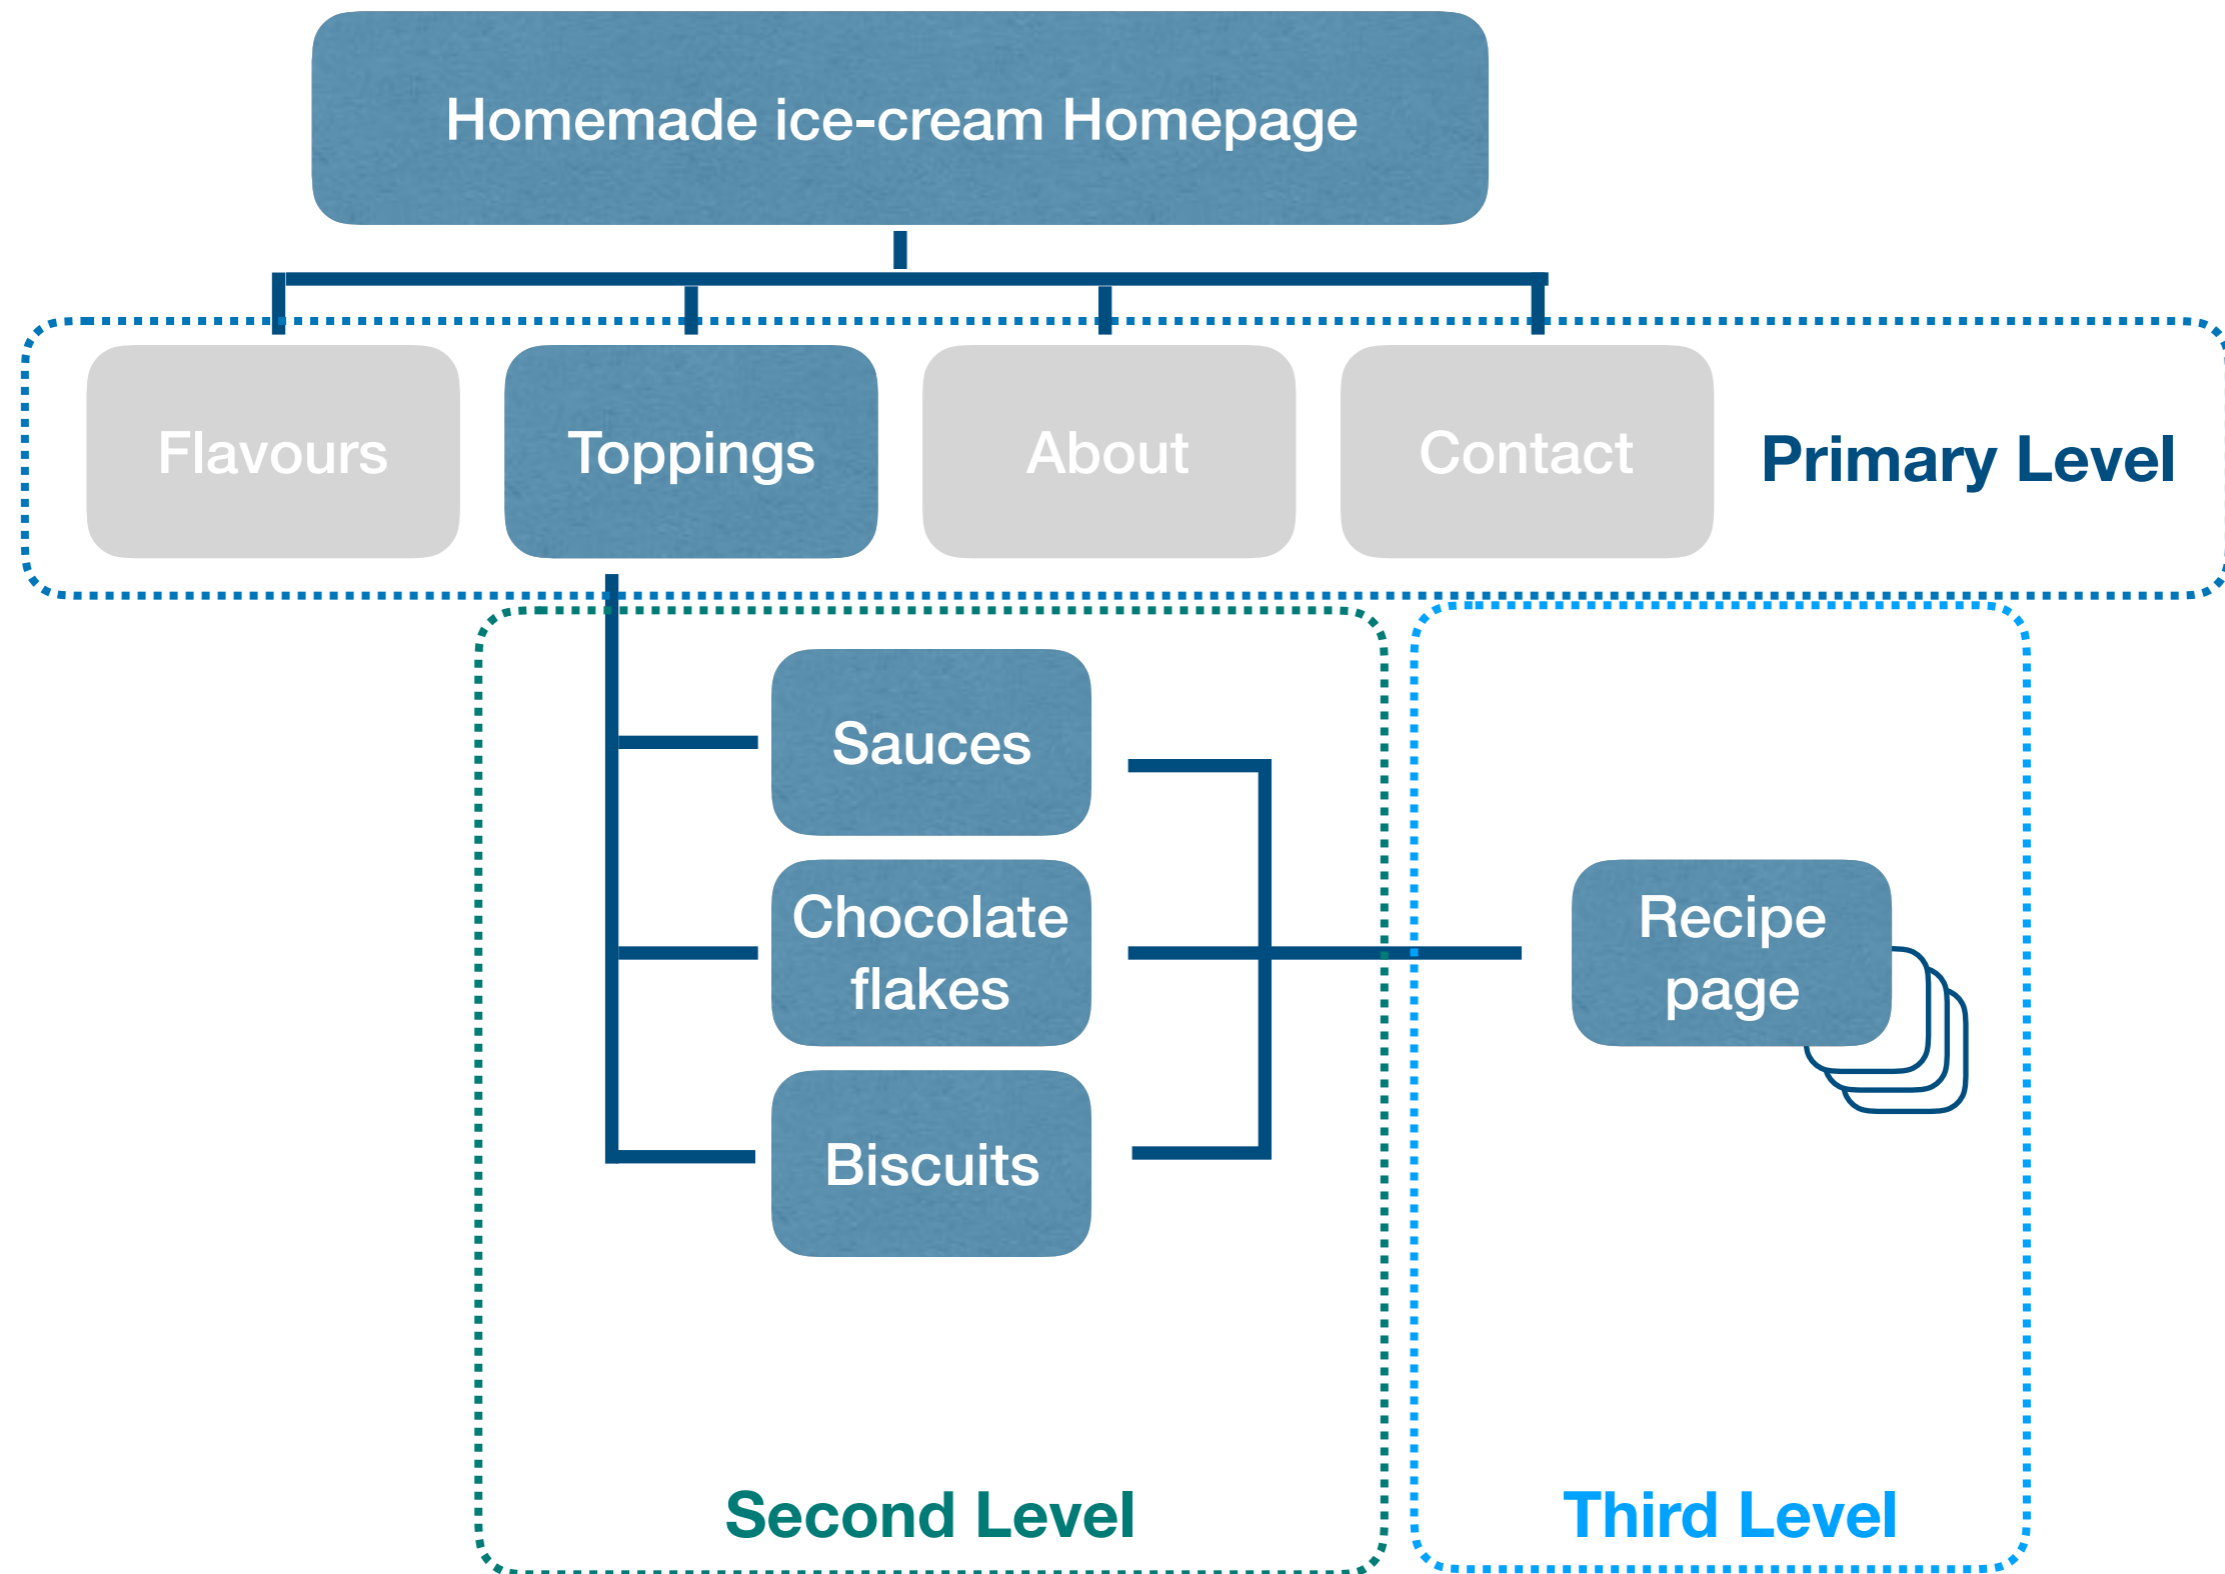 Homemade ice-cream Homepage
Flavours
Toppings
About
Contact
Primary Level
Sauces
Chocolate
flakes
Biscuits
Recipe
page
Second Level
Third Level